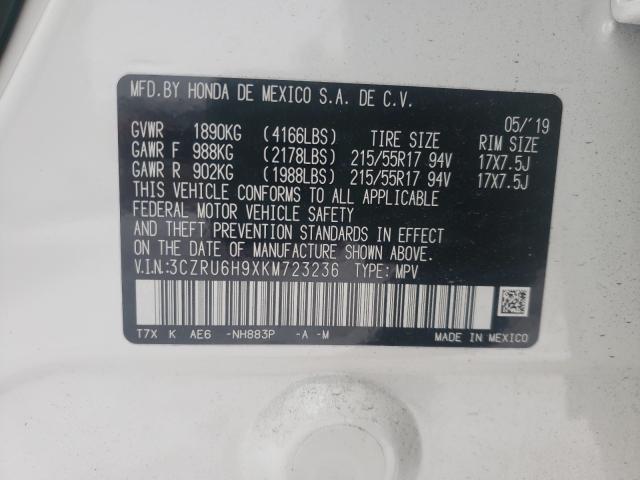 MFD.BY HONDA DE MEXICO S.A. DE C.V.
05/'19
GVWR 1890KG (4166LBS) TIRE SIZE RIM SIZE
GAWR F 988KG (2178LBS) 215/55R17 94V 17X7.5J
GAWR R 902KG (1988LBS) 215/55R17 94V 17X7.5J
THIS VEHICLE CONFORMS TO ALL APPLICABLE
FEDERAL MOTOR VEHICLE SAFETY
AND THEFT PREVENTION STANDARDS IN EFFECT
ON THE DATE OF MANUFACTURE SHOWN ABOVE.
V.I.N.:3CZRU6H9XKM723236 TYPE: MPV
T7X K AE6 -NH883P -A -M
MADE IN MEXICO